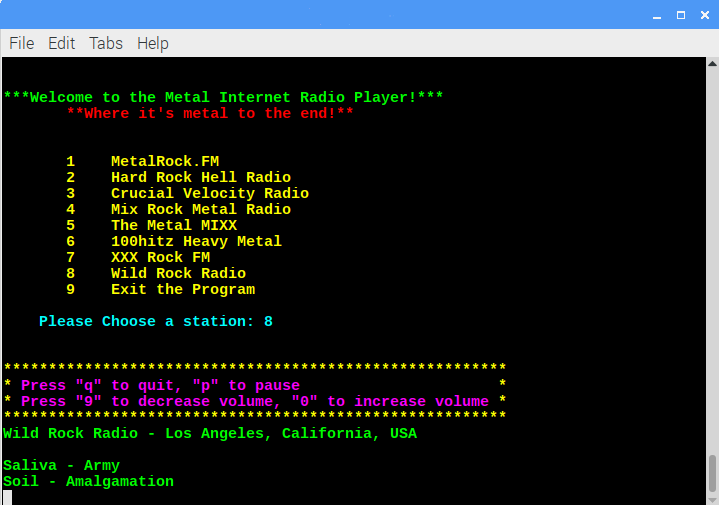 File Edit Tabs Help
***Welcome to the Metal Internet Radio Player!***
**Where it's metal to the end!**
1 MetalRock.FM
2 Hard Rock Hell Radio
3 Crucial Velocity Radio
4 Mix Rock Metal Radio
5 The Metal MIXX
6 100hitz Heavy Metal
7 XXX Rock FM
8 Wild Rock Radio
9 Exit the Program
Please Choose a station: 8
********************************************************
* Press "q" to quit, "p" to pause *
* Press "9" to decrease volume, "0" to increase volume *
********************************************************
Wild Rock Radio - Los Angeles, California, USA
Saliva - Army
Soil - Amalgamation